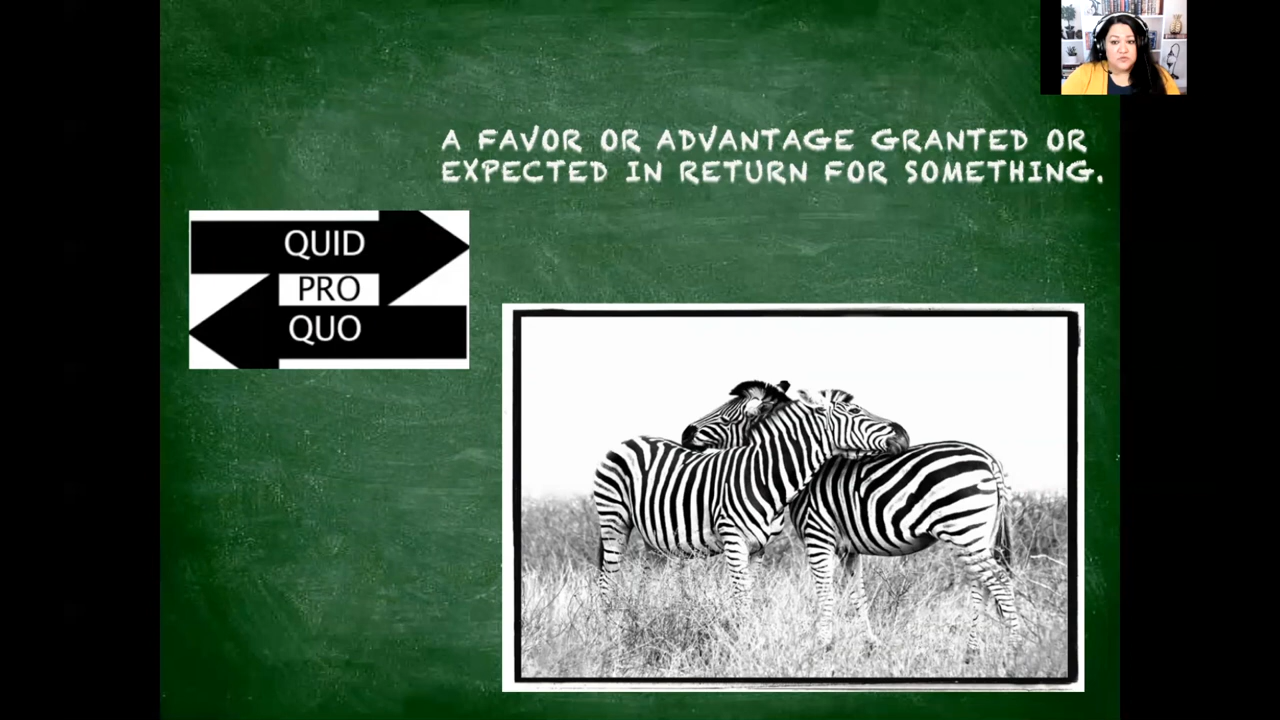 A FAVOR OR ADVANTAGE GRANTED OR
EXPECTED IN RETURN FOR SOMETHING.
QUID
PRO
QUO